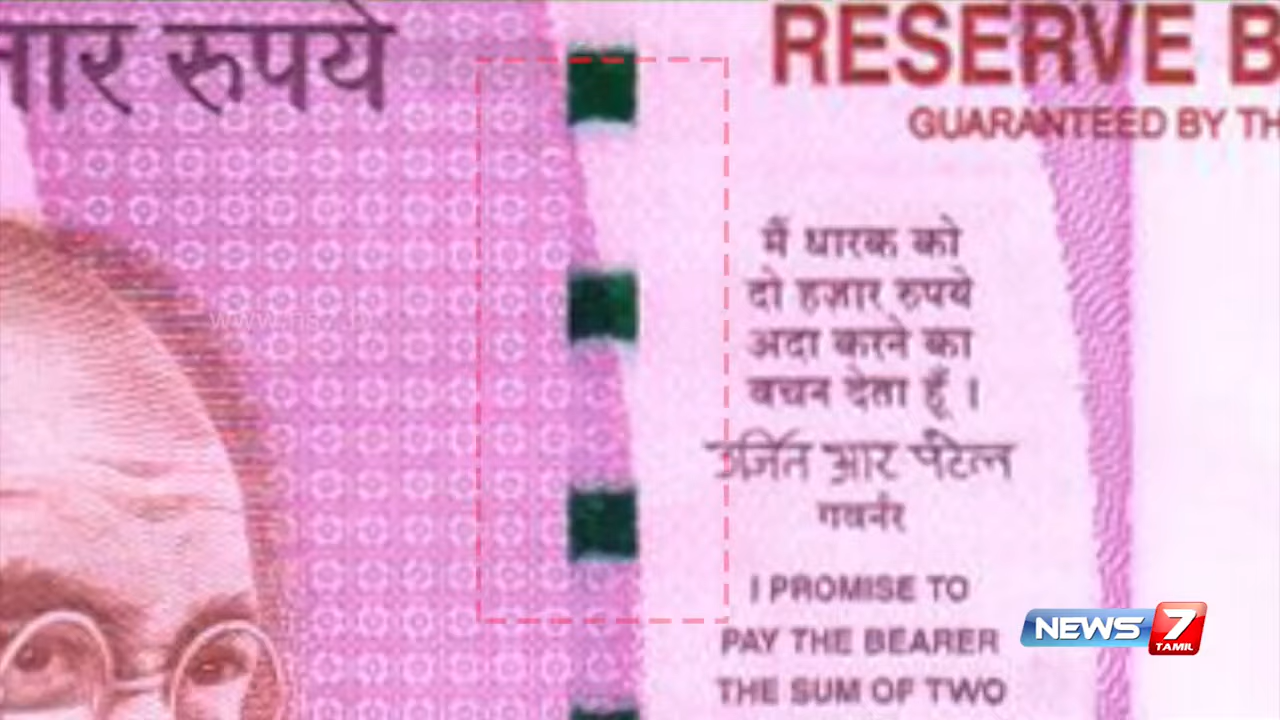 ज़ार रुपये
RESERVE B
GUARANTEED BY TH
मैं धारक को
दो हज़ार रुपये
अदा करने का
वचन देता हूँ ।
उर्जित आर पटेल
गवर्नर
I PROMISE TO
PAY THE BEARER
THE SUM OF TWO
NEWS 7
TAMIL